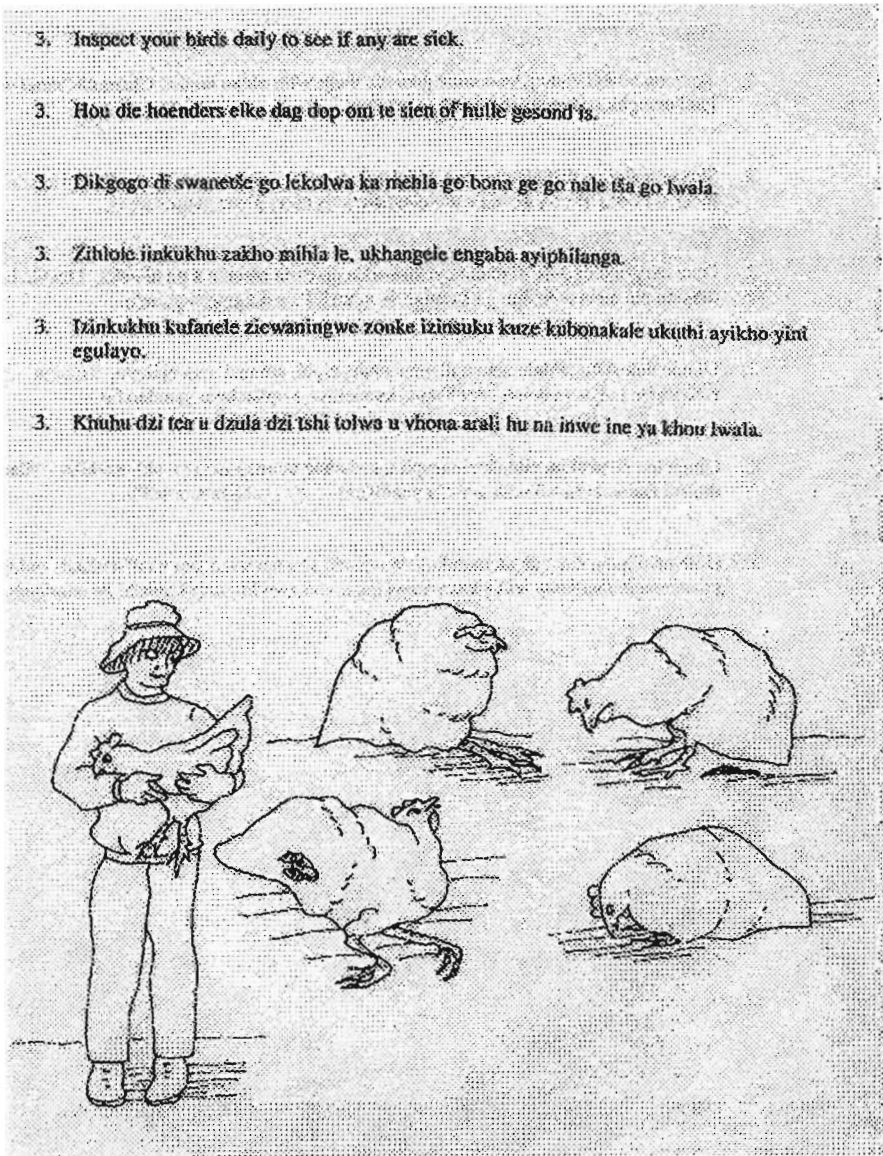 3. Inspect your birds daily to see if any are sick.
3. Hou die hoenders elke dag dop om te sien of hulle gesond is.
3. Dikgogo di swanetše go lekolwa ka mehla go bona ge go nale tša go lwala.
3. Zihlole iinkukhu zakho mihla le, ukhangele engaba ayiphilanga.
3. Izinkukhu kufanele zicwaningwe zonke izinsuku kuze kubonakale ukuthi ayikho yini
egulayo.
3. Khuhu dzi tea u dzula dzi tshi tolwa u vhona arali hu na inwe ine ya khou lwala.